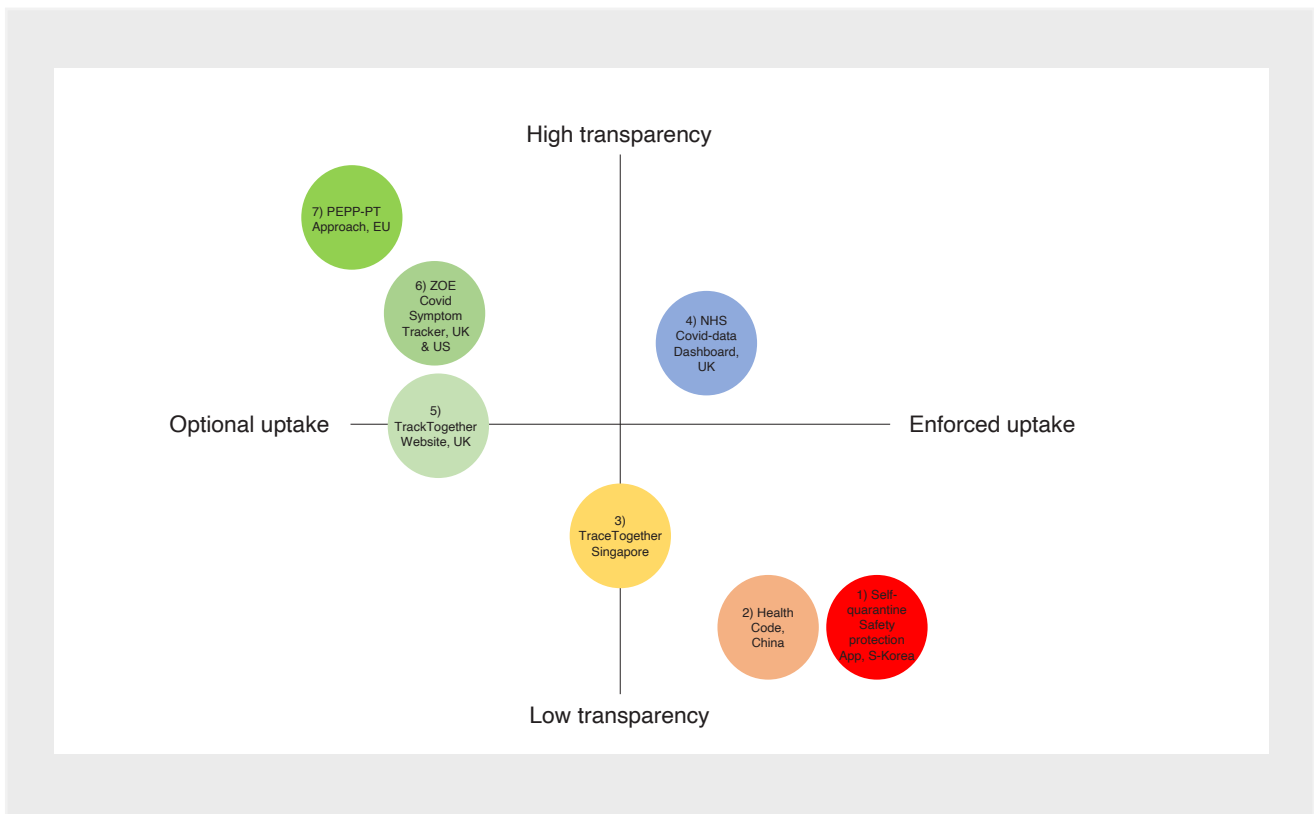 High transparency
7) PEPP-PT
Approach, EU
6) ZOE
Covid
Symptom
Tracker, UK
& US
4) NHS
Covid-data
Dashboard,
UK
Optional uptake
5)
TrackTogether
Website, UK
Enforced uptake
3)
TraceTogether
Singapore
2) Health
Code,
China
1) Self-
quarantine
Safety
protection
App, S-Korea
Low transparency